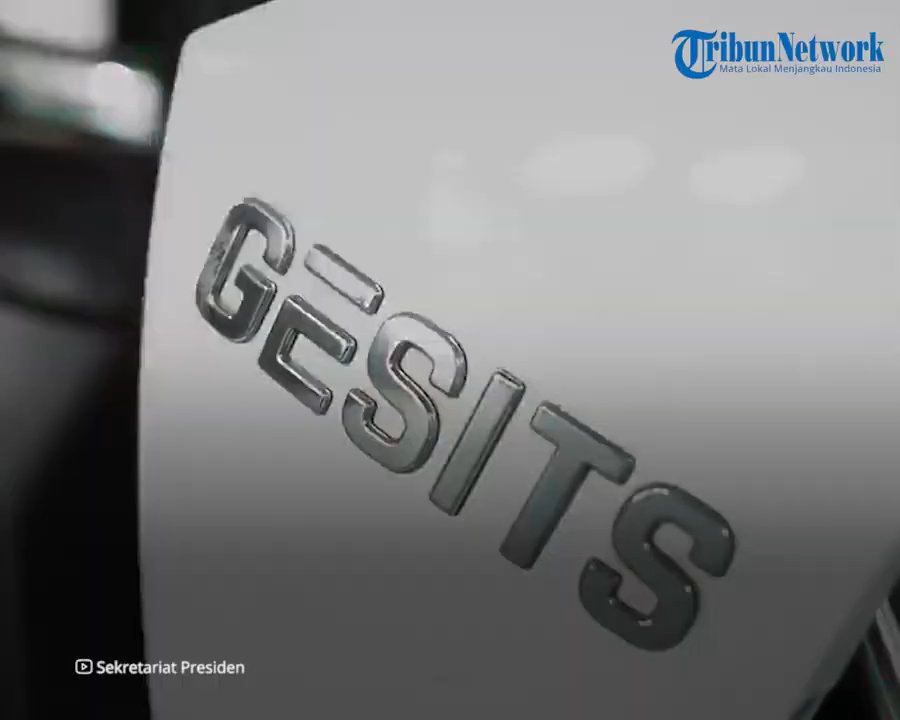 TribunNetwork
Mata Lokal Menjangkau Indonesia
GESITS
Sekretariat Presiden